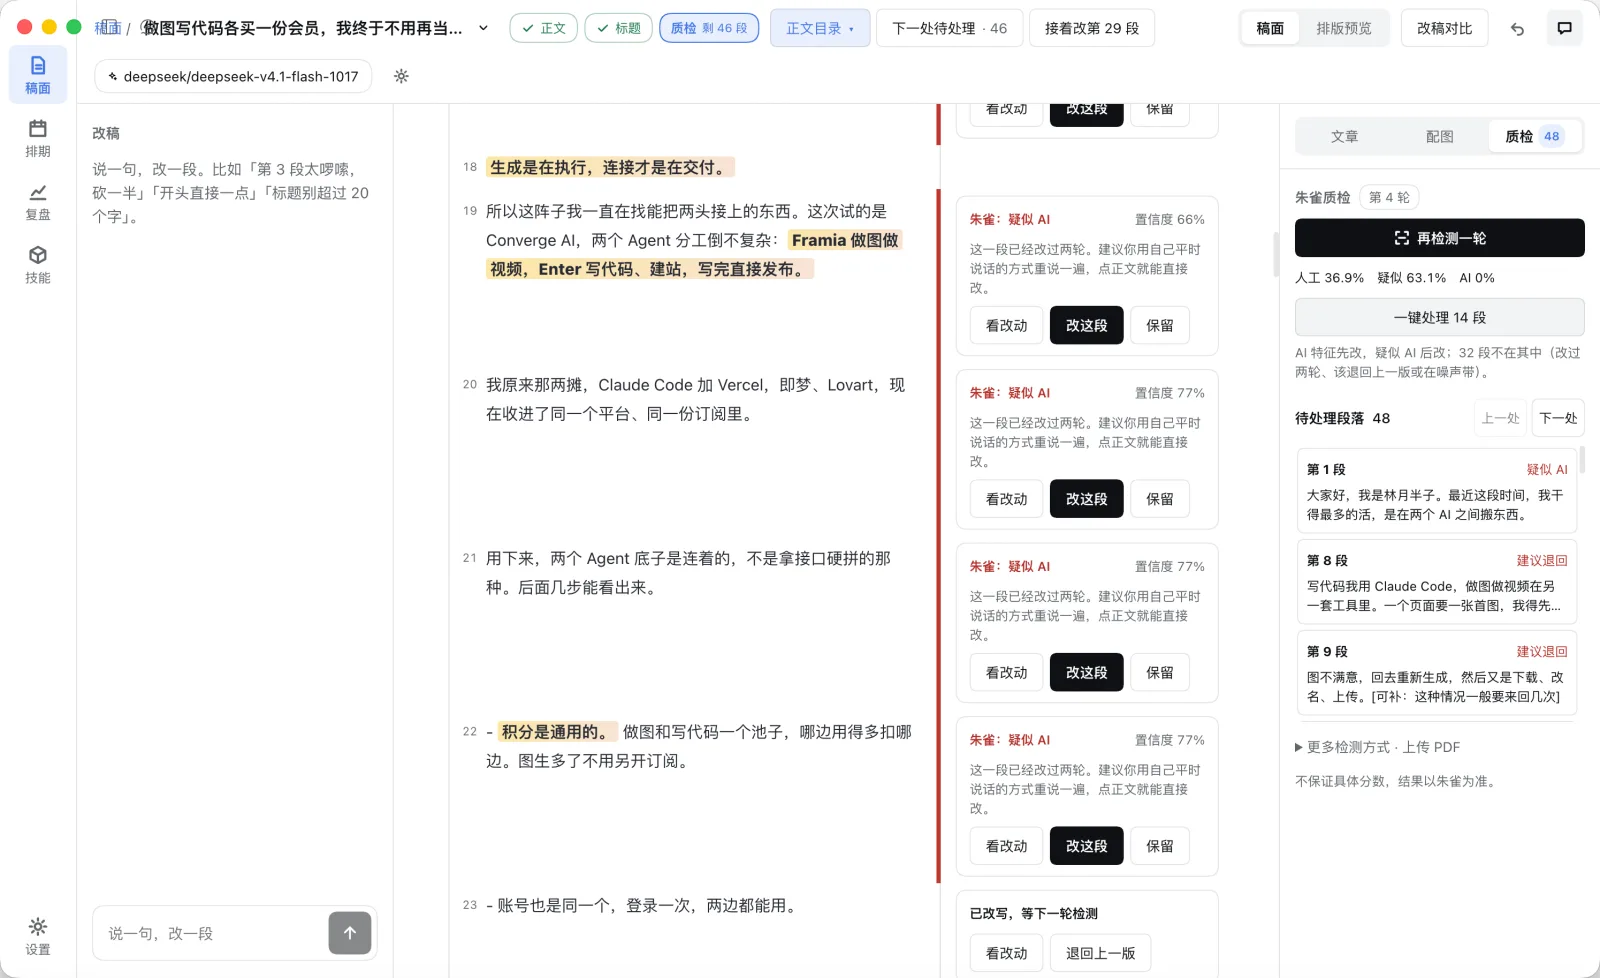 稿面 / 做图写代码各买一份会员，我终于不用再当...
正文
标题
质检 剩 46 段
正文目录
下一处待处理 · 46
接着改第 29 段
稿面
排版预览
改稿对比
deepseek/deepseek-v4.1-flash-1017
稿面
排期
复盘
技能
设置
改稿
说一句，改一段。比如「第 3 段太啰嗦，
砍一半」「开头直接一点」「标题别超过 20
个字」。
说一句，改一段
18 生成是在执行，连接才是在交付。
19 所以这阵子我一直在找能把两头接上的东西。这次试的是
Converge AI，两个 Agent 分工倒不复杂：Framia 做图做
视频，Enter 写代码、建站，写完直接发布。
20 我原来那两摊，Claude Code 加 Vercel，即梦、Lovart，现
在收进了同一个平台、同一份订阅里。
21 用下来，两个 Agent 底子是连着的，不是拿接口硬拼的那
种。后面几步能看出来。
22 - 积分是通用的。 做图和写代码一个池子，哪边用得多扣哪
边。图生多了不用另开订阅。
23 - 账号也是同一个，登录一次，两边都能用。
看改动 改这段 保留
朱雀：疑似 AI 置信度 66%
这一段已经改过两轮。建议你用自己平时
说话的方式重说一遍，点正文就能直接
改。
看改动 改这段 保留
朱雀：疑似 AI 置信度 77%
这一段已经改过两轮。建议你用自己平时
说话的方式重说一遍，点正文就能直接
改。
看改动 改这段 保留
朱雀：疑似 AI 置信度 77%
这一段已经改过两轮。建议你用自己平时
说话的方式重说一遍，点正文就能直接
改。
看改动 改这段 保留
朱雀：疑似 AI 置信度 77%
这一段已经改过两轮。建议你用自己平时
说话的方式重说一遍，点正文就能直接
改。
看改动 改这段 保留
已改写，等下一轮检测
看改动 退回上一版
文章 配图 质检 48
朱雀质检 第 4 轮
再检测一轮
人工 36.9% 疑似 63.1% AI 0%
一键处理 14 段
AI 特征先改，疑似 AI 后改；32 段不在其中（改过
两轮、该退回上一版或在噪声带）。
待处理段落 48 上一处 下一处
第 1 段 疑似 AI
大家好，我是林月半子。最近这段时间，我干
得最多的活，是在两个 AI 之间搬东西。
第 8 段 建议退回
写代码我用 Claude Code，做图做视频在另
一套工具里。一个页面要一张首图，我得先...
第 9 段 建议退回
图不满意，回去重新生成，然后又是下载、改
名、上传。[可补：这种情况一般要来回几次]
更多检测方式 · 上传 PDF
不保证具体分数，结果以朱雀为准。